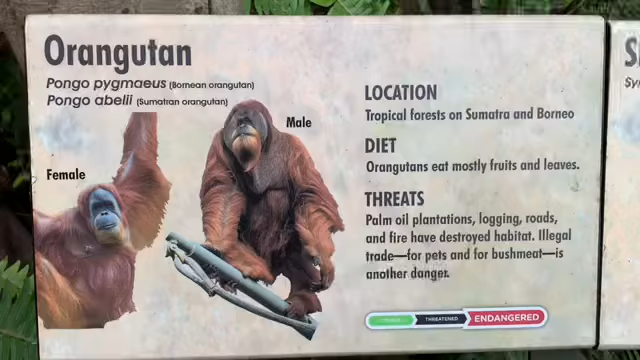 Orangutan
Pongo pygmaeus (Bornean orangutan)
Pongo abelii (Sumatran orangutan)
Female
Male
LOCATION
Tropical forests on Sumatra and Borneo
DIET
Orangutans eat mostly fruits and leaves.
THREATS
Palm oil plantations, logging, roads,
and fire have destroyed habitat. Illegal
trade—for pets and for bushmeat—is
another danger.
THREATENED
ENDANGERED